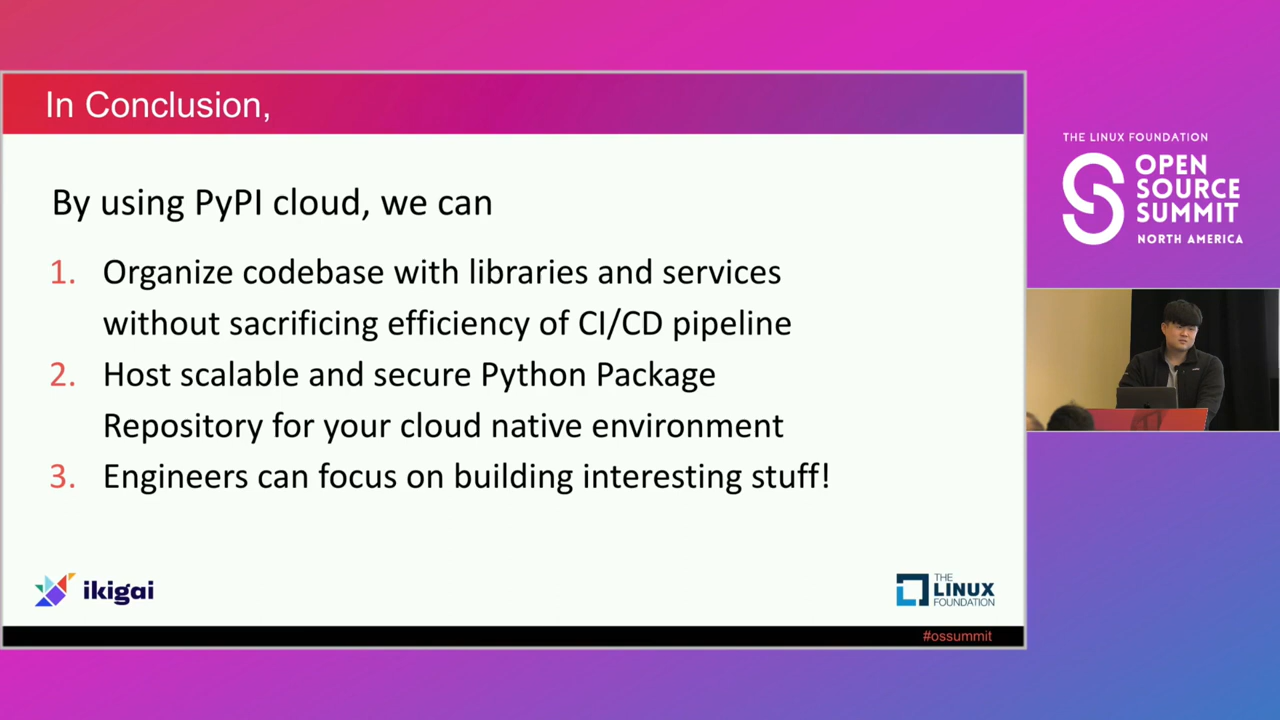 In Conclusion,
By using PyPI cloud, we can
1. Organize codebase with libraries and services
without sacrificing efficiency of CI/CD pipeline
2. Host scalable and secure Python Package
Repository for your cloud native environment
3. Engineers can focus on building interesting stuff!
ikigai
THE
LINUX
FOUNDATION
#ossummit
THE LINUX FOUNDATION
OPEN
SOURCE
SUMMIT
NORTH AMERICA